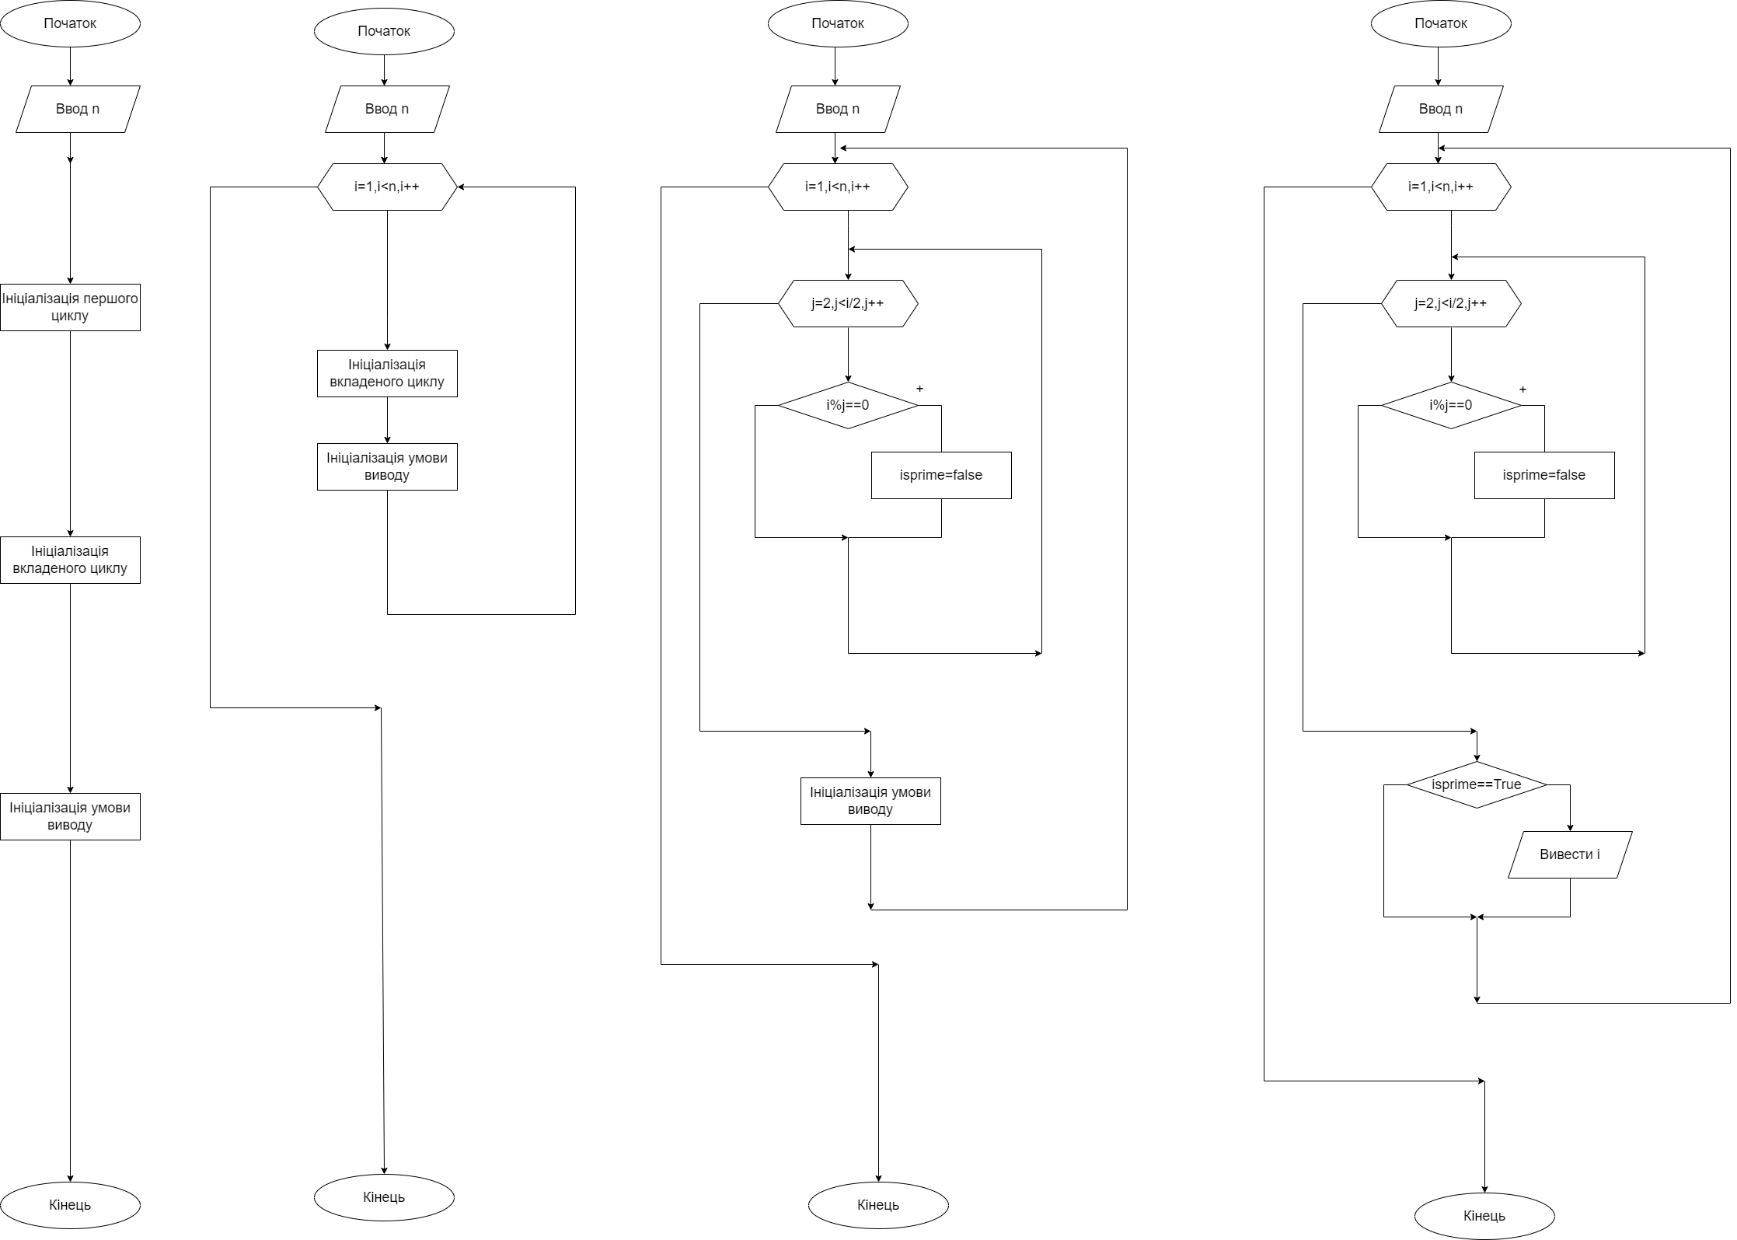 Початок
Ввод n
Ініціалізація першого
циклу
Ініціалізація
вкладеного циклу
Ініціалізація умови
виводу
Кінець
Початок
Ввод n
i=1,i<n,i++
Ініціалізація
вкладеного циклу
Ініціалізація умови
виводу
Кінець
Початок
Ввод n
i=1,i<n,i++
j=2,j<i/2,j++
+
i%j==0
isprime=false
Ініціалізація умови
виводу
Кінець
Початок
Ввод n
i=1,i<n,i++
j=2,j<i/2,j++
+
i%j==0
isprime=false
isprime==True
Вивести i
Кінець